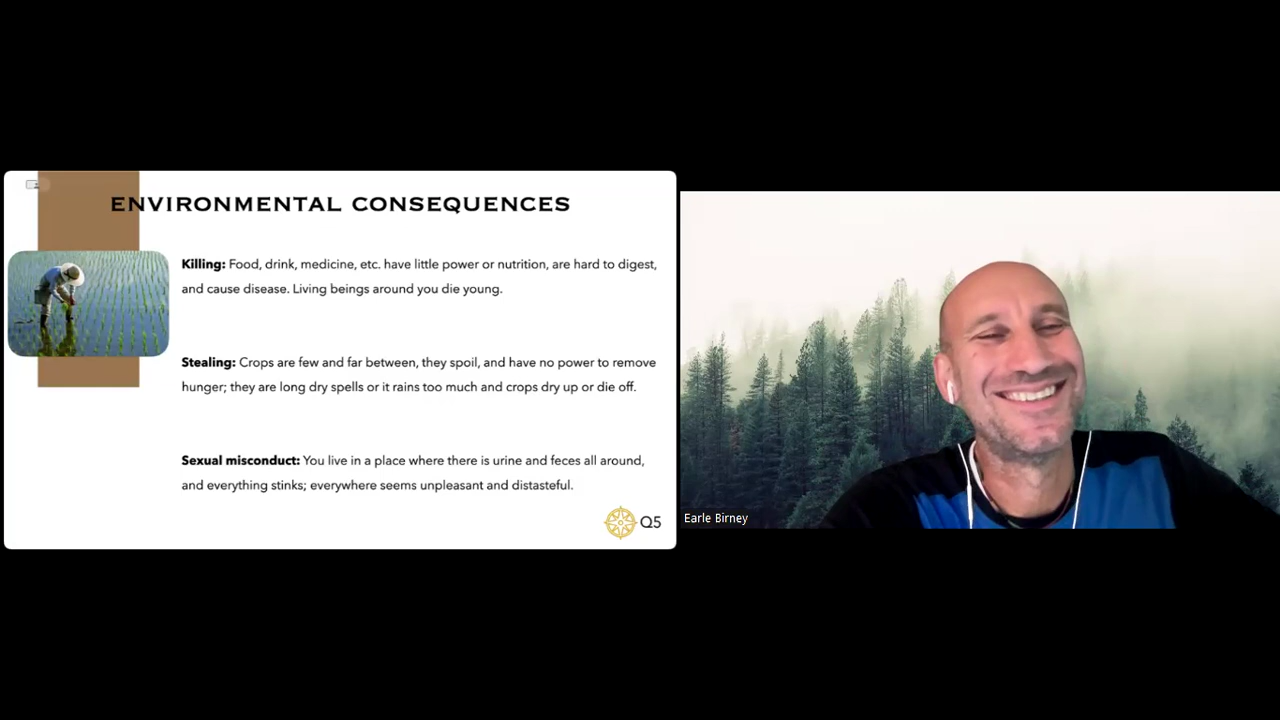 ENVIRONMENTAL CONSEQUENCES
Killing: Food, drink, medicine, etc. have little power or nutrition, are hard to digest,
and cause disease. Living beings around you die young.
Stealing: Crops are few and far between, they spoil, and have no power to remove
hunger; they are long dry spells or it rains too much and crops dry up or die off.
Sexual misconduct: You live in a place where there is urine and feces all around,
and everything stinks; everywhere seems unpleasant and distasteful.
Q5
Earle Birney